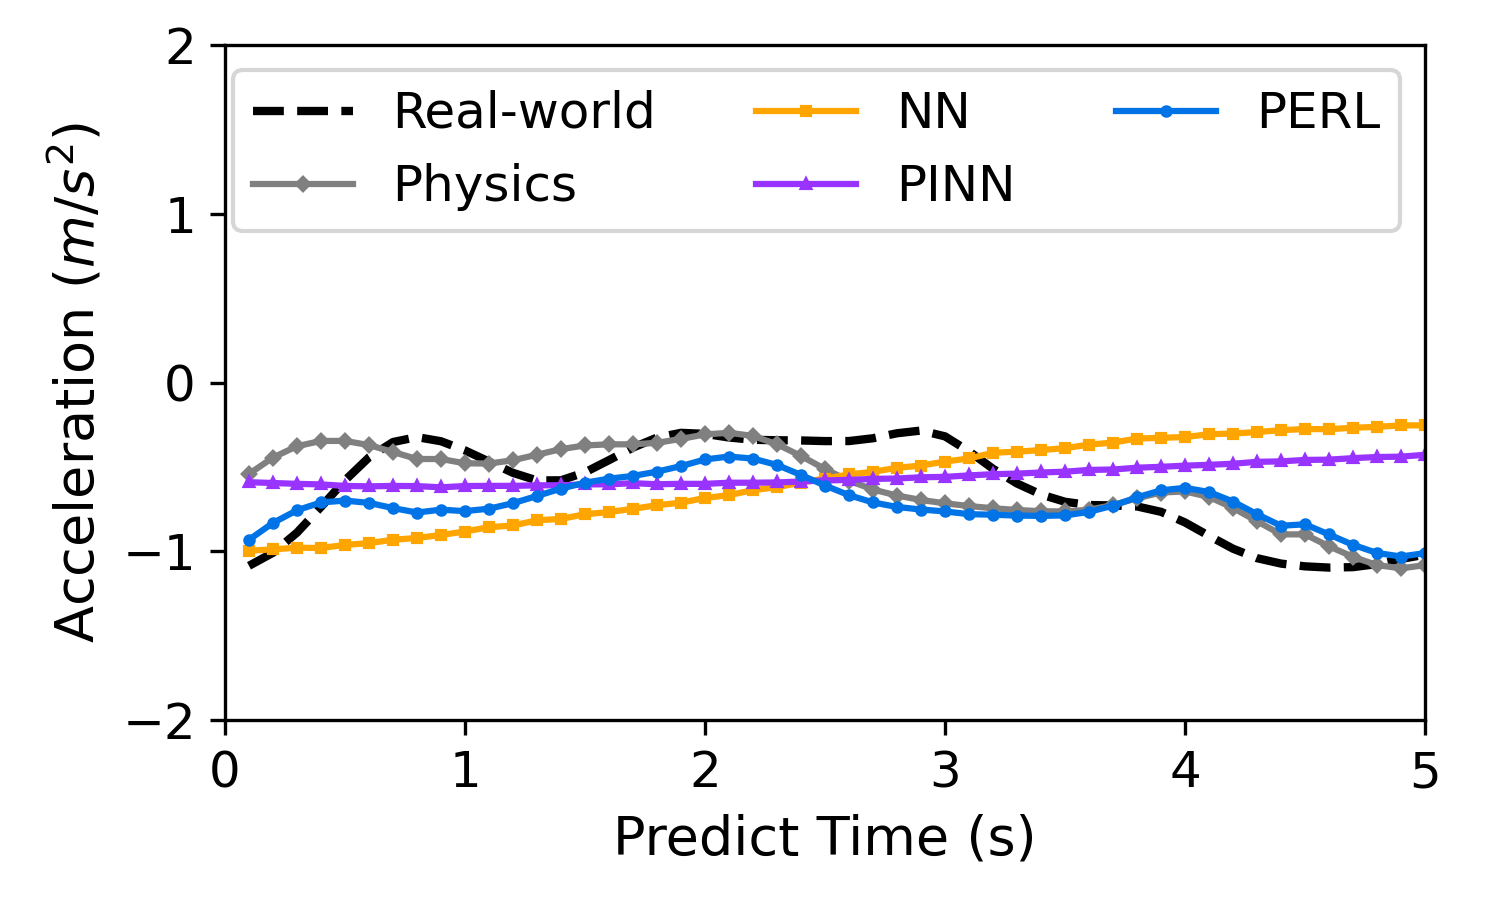 Acceleration (m/s²)
2
1
0
−1
−2
Real-world
Physics
NN
PINN
PERL
0 1 2 3 4 5
Predict Time (s)